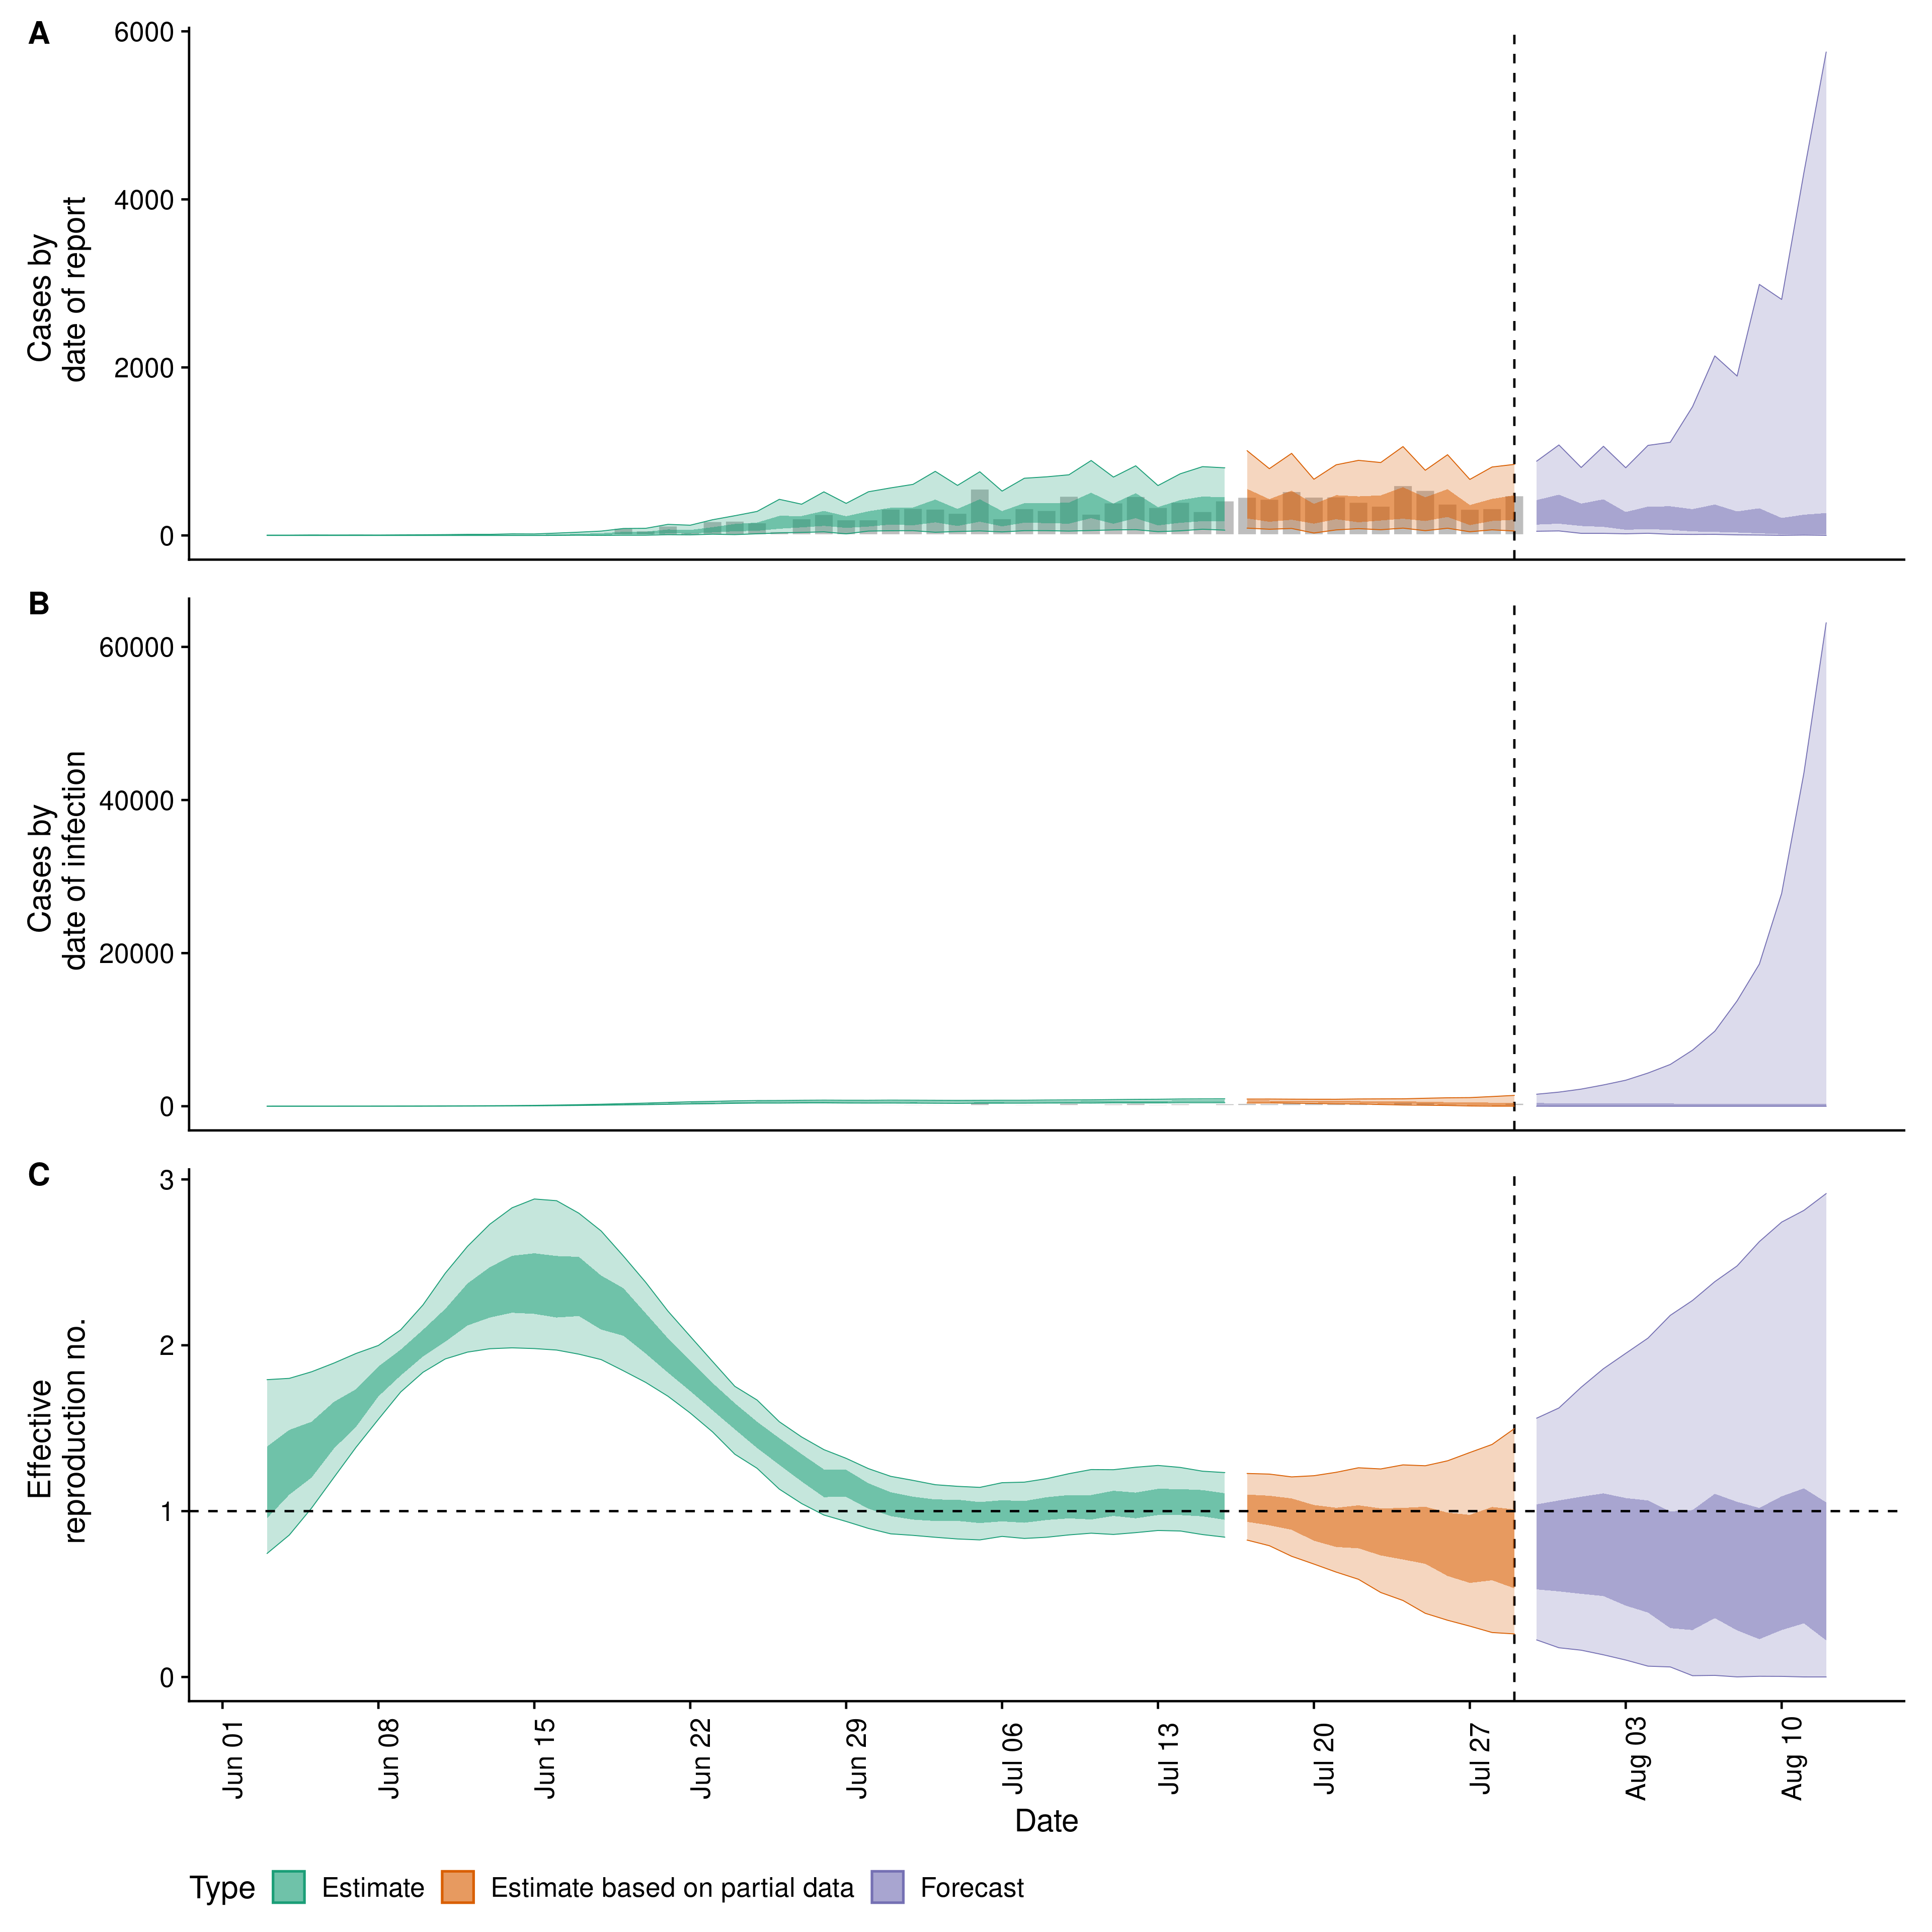 A
6000
4000
2000
0
Cases by
date of report
B
60000
40000
20000
0
Cases by
date of infection
C
3
2
1
0
Effective
reproduction no.
Jun 01
Jun 08
Jun 15
Jun 22
Jun 29
Jul 06
Jul 13
Jul 20
Jul 27
Aug 03
Aug 10
Date
Type Estimate Estimate based on partial data Forecast